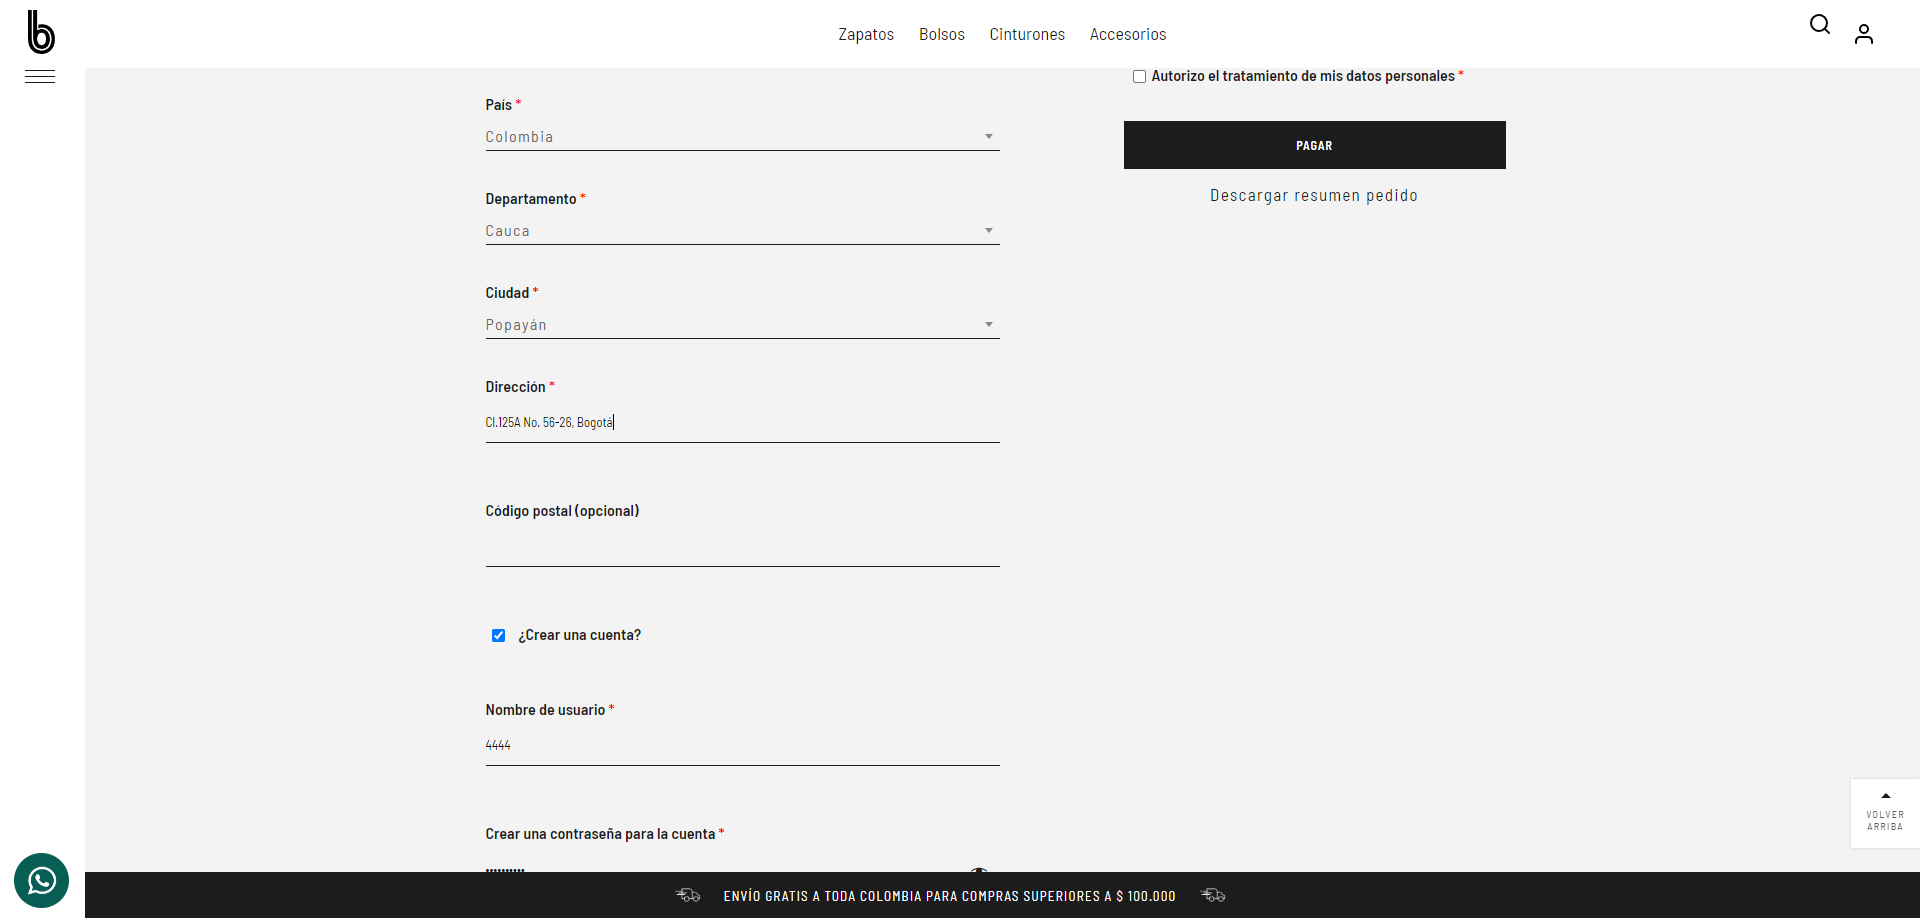 b
Zapatos Bolsos Cinturones Accesorios
Autorizo el tratamiento de mis datos personales *
PAGAR
Descargar resumen pedido
País *
Colombia
Departamento *
Cauca
Ciudad *
Popayán
Dirección *
Cl.125A No. 56-26, Bogotá
Código postal (opcional)
¿Crear una cuenta?
Nombre de usuario *
4444
Crear una contraseña para la cuenta *
VOLVER
ARRIBA
ENVÍO GRATIS A TODA COLOMBIA PARA COMPRAS SUPERIORES A $ 100.000